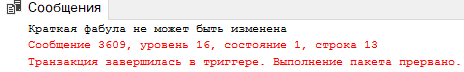 Сообщения
Краткая фабула не может быть изменена
Сообщение 3609, уровень 16, состояние 1, строка 13
Транзакция завершилась в триггере. Выполнение пакета прервано.